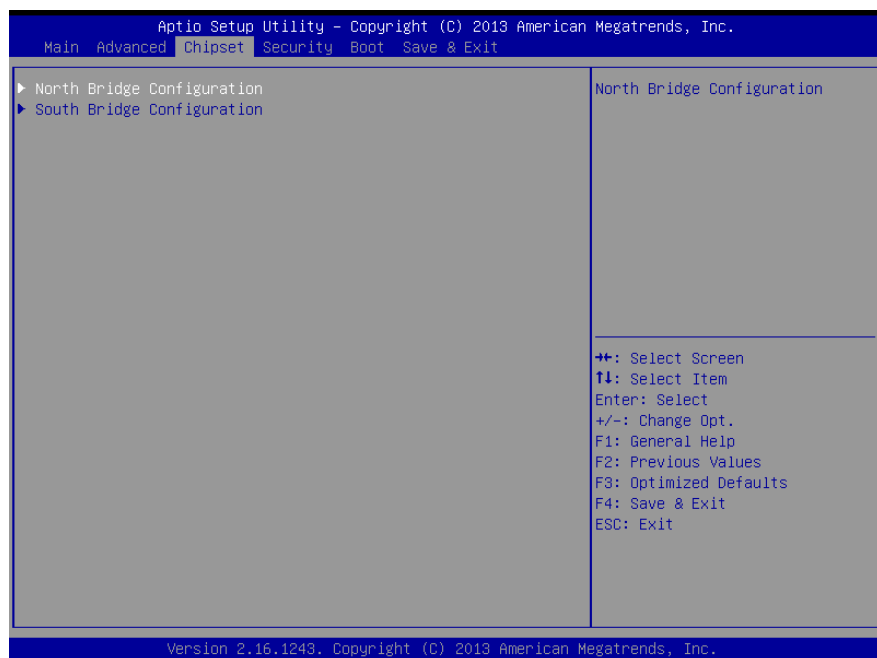 Aptio Setup Utility – Copyright (C) 2013 American Megatrends, Inc.
Main Advanced Chipset Security Boot Save & Exit
▶ North Bridge Configuration
▶ South Bridge Configuration
North Bridge Configuration
→←: Select Screen
↑↓: Select Item
Enter: Select
+/-: Change Opt.
F1: General Help
F2: Previous Values
F3: Optimized Defaults
F4: Save & Exit
ESC: Exit
Version 2.16.1243. Copyright (C) 2013 American Megatrends, Inc.